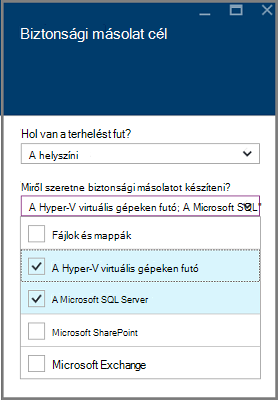 Biztonsági másolat cél
Hol van a terhelést fut?
A helyszíni
Miről szeretne biztonsági másolatot készíteni?
A Hyper-V virtuális gépeken futó; A Microsoft SQL"
Fájlok és mappák
A Hyper-V virtuális gépeken futó
A Microsoft SQL Server
Microsoft SharePoint
Microsoft Exchange